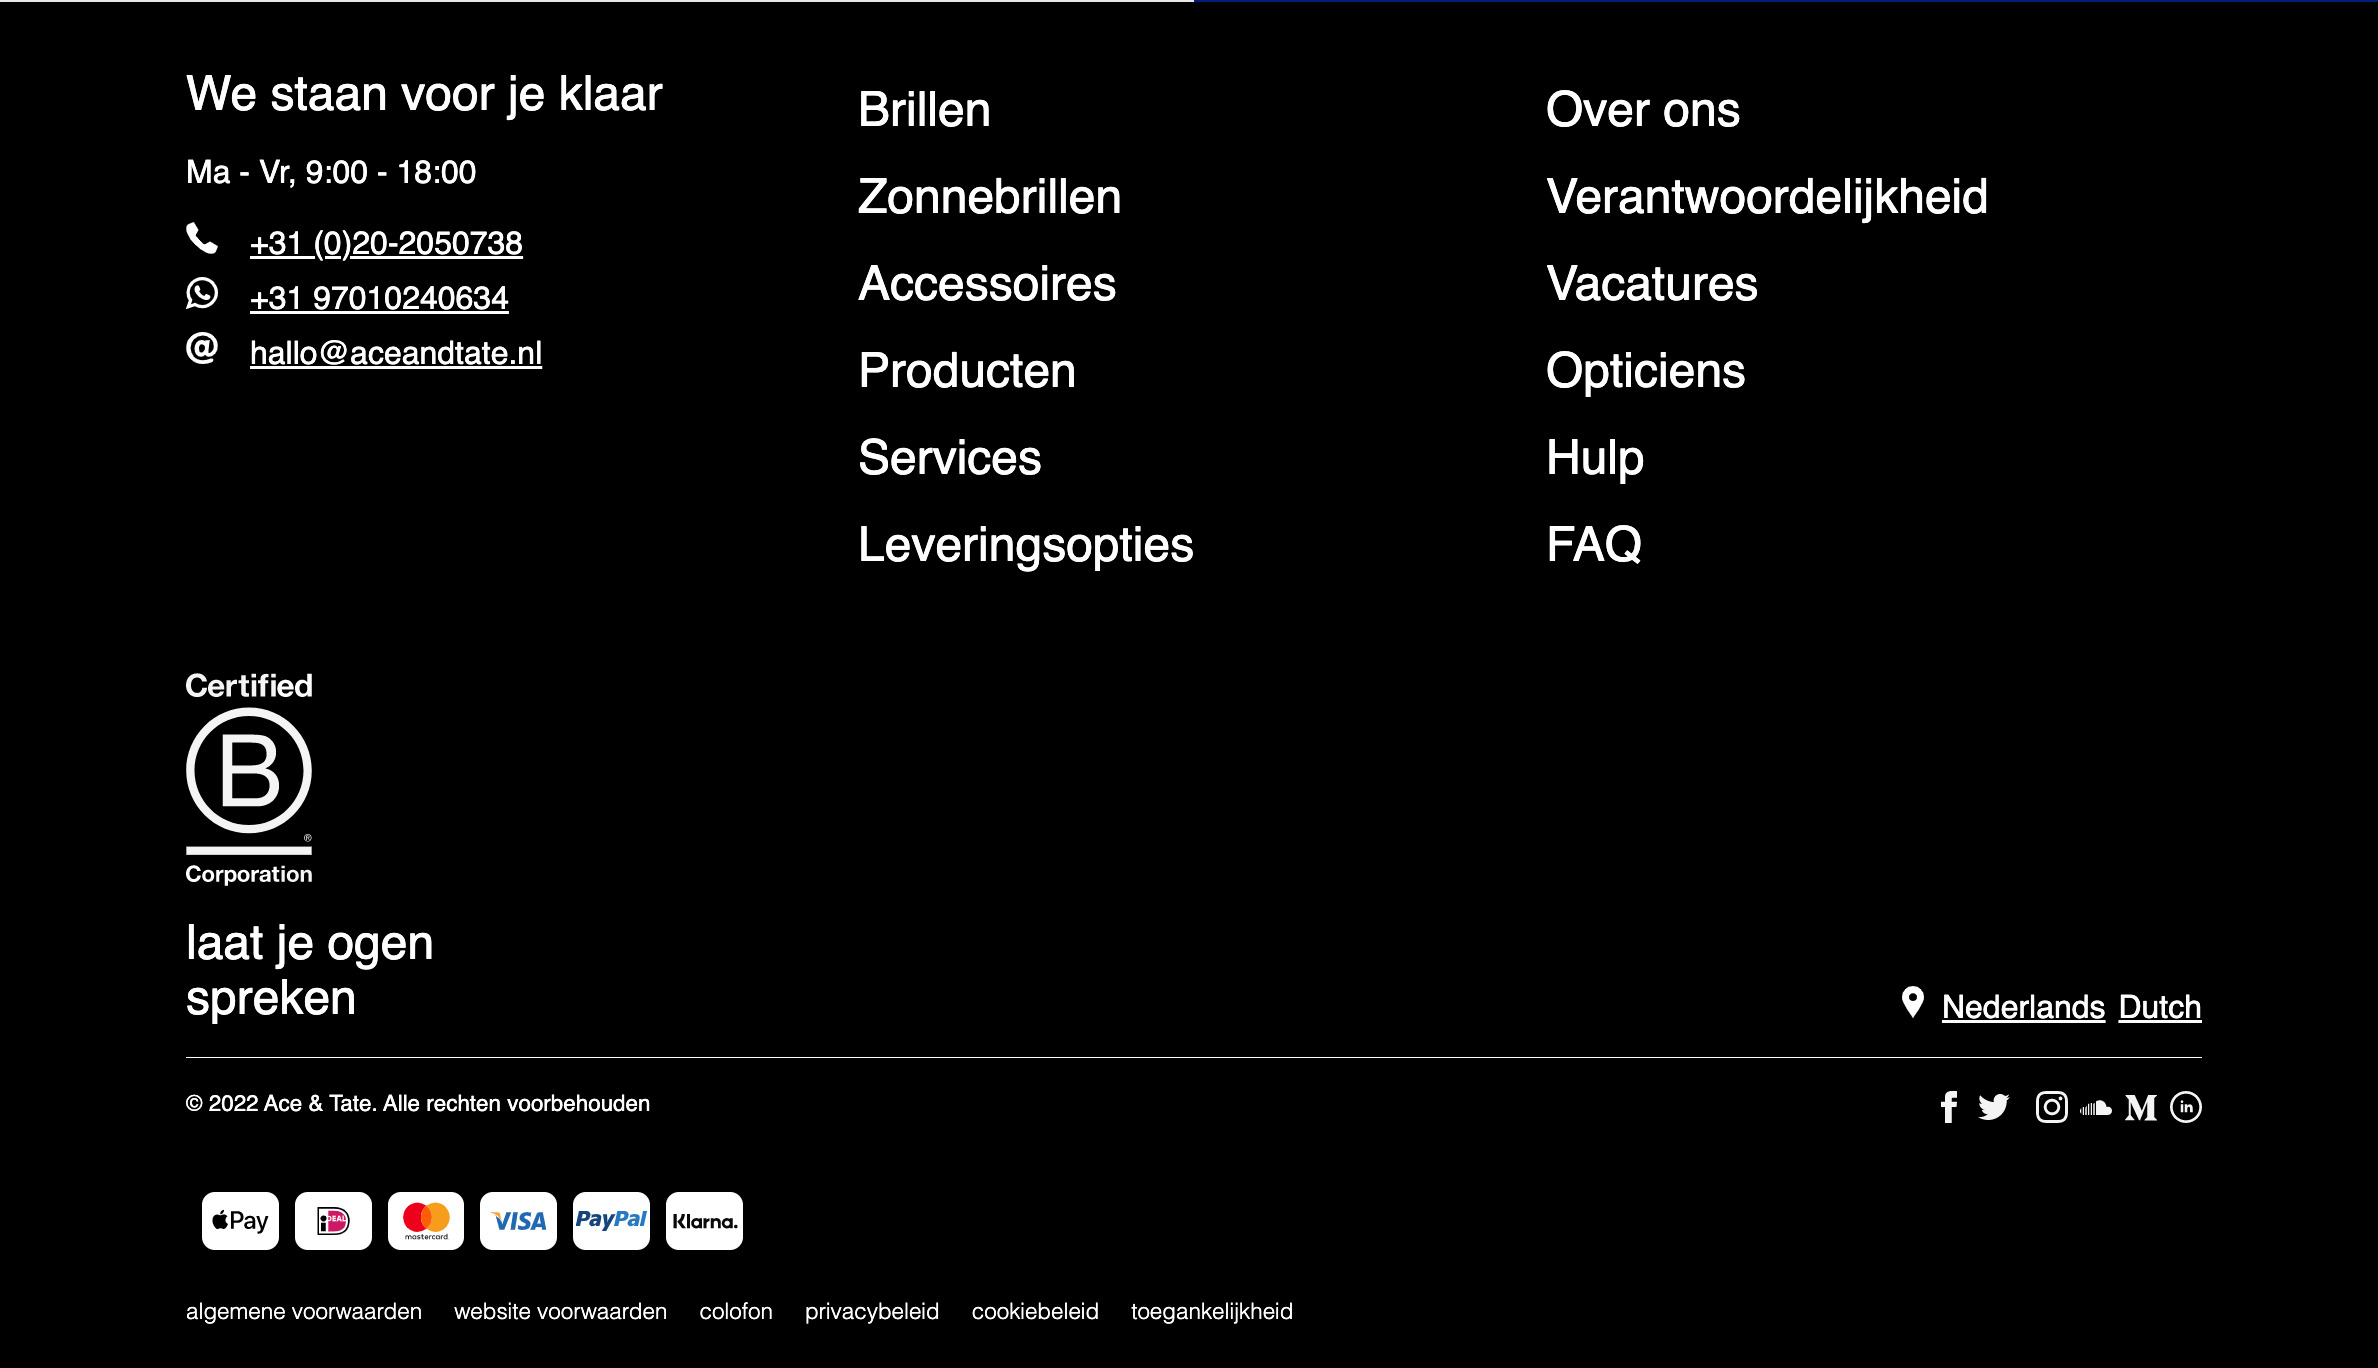 We staan voor je klaar
Ma - Vr, 9:00 - 18:00
+31 (0)20-2050738
+31 97010240634
hallo@aceandtate.nl
Brillen
Zonnebrillen
Accessoires
Producten
Services
Leveringsopties
Over ons
Verantwoordelijkheid
Vacatures
Opticiens
Hulp
FAQ
Certified
B
®
Corporation
laat je ogen
spreken
Nederlands Dutch
© 2022 Ace & Tate. Alle rechten voorbehouden
Pay iDEAL mastercard VISA PayPal Klarna.
algemene voorwaarden website voorwaarden colofon privacybeleid cookiebeleid toegankelijkheid